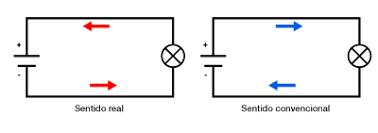 +
-
Sentido real
+
-
Sentido convencional